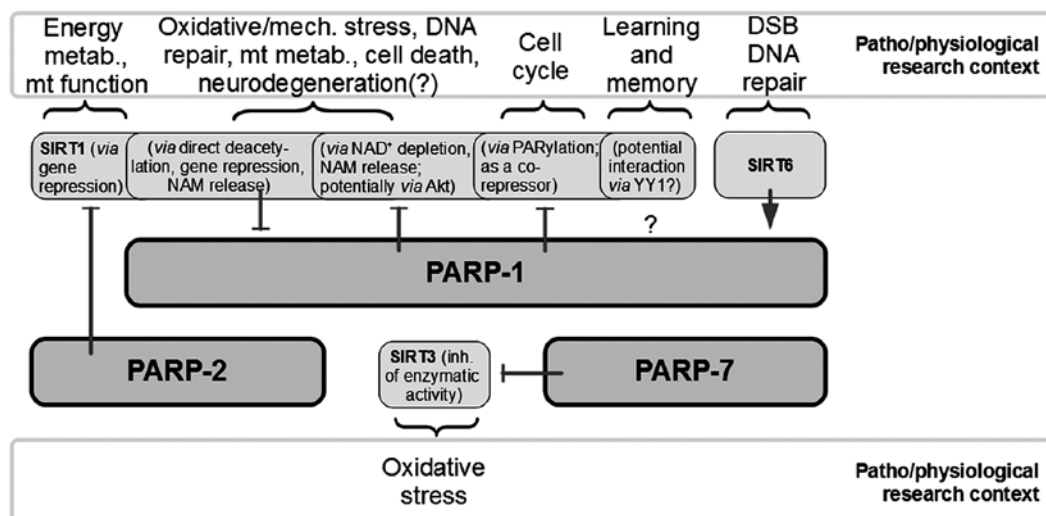 Energy
metab.,
mt function
Oxidative/mech. stress, DNA
repair, mt metab., cell death,
neurodegeneration(?)
Cell
cycle
Learning
and
memory
DSB
DNA
repair
Patho/physiological
research context
SIRT1 (via
gene
repression)
(via direct deacety-
lation, gene repression,
NAM release)
(via NAD⁺ depletion,
NAM release;
potentially via Akt)
(via PARylation;
as a co-
repressor)
(potential
interaction
via YY1?)
SIRT6
?
PARP-1
PARP-2
SIRT3 (inh.
of enzymatic
activity)
PARP-7
Oxidative
stress
Patho/physiological
research context